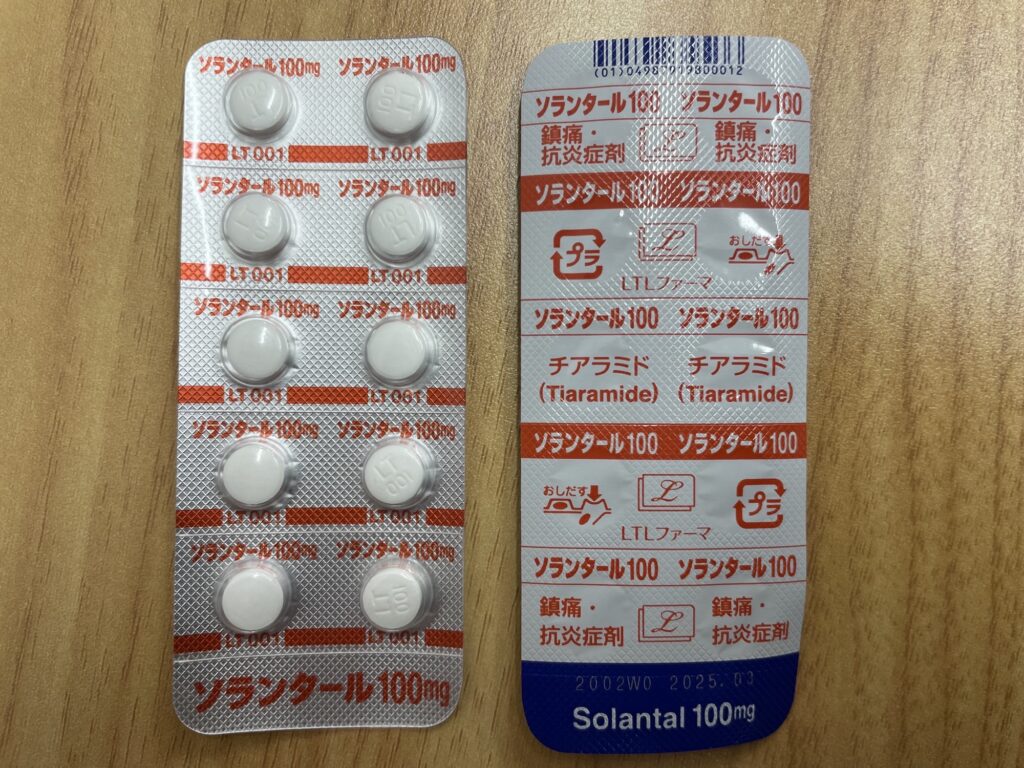 ソランタール100mg ソランタール100mg
LT 001 LT 001
ソランタール100mg ソランタール100mg
LT 001 LT 001
ソランタール100mg ソランタール100mg
LT 001 LT 001
ソランタール100mg ソランタール100mg
LT 001 LT 001
ソランタール100mg ソランタール100mg
LT 001 LT 001
ソランタール100mg
ソランタール100 ソランタール100
鎮痛・ 鎮痛・
抗炎症剤 抗炎症剤
ソランタール100 ソランタール100
プラ おしだす
LTLファーマ
ソランタール100 ソランタール100
チアラミド チアラミド
(Tiaramide) (Tiaramide)
ソランタール100 ソランタール100
おしだす プラ
LTLファーマ
ソランタール100 ソランタール100
鎮痛・ 鎮痛・
抗炎症剤 抗炎症剤
2002W0 2025.03
Solantal 100mg